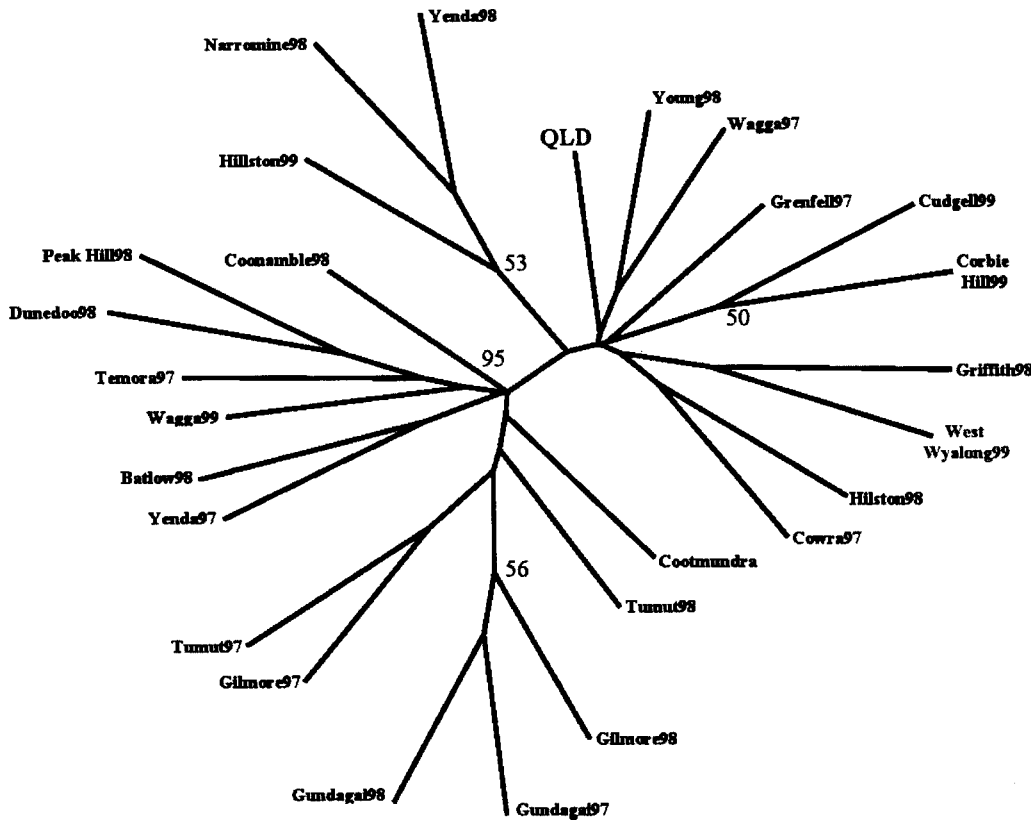 Yenda98
Narromine98
Young98
QLD
Wagga97
Hillston99
Grenfell97
Cudgell99
Peak Hill98
Coonamble98
53
Corbie
Hill99
Dunedoo98
50
95
Temora97
Griffith98
Wagga99
West
Wyalong99
Batlow98
Hilston98
Yenda97
Cowra97
Cootmundra
56
Tumut98
Tumut97
Gilmore97
Gilmore98
Gundagai98
Gundagai97